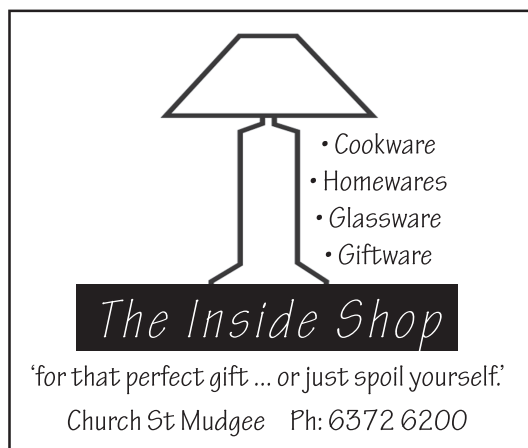 • Cookware
• Homewares
• Glassware
• Giftware
The Inside Shop
‘for that perfect gift ... or just spoil yourself.’
Church St Mudgee Ph: 6372 6200